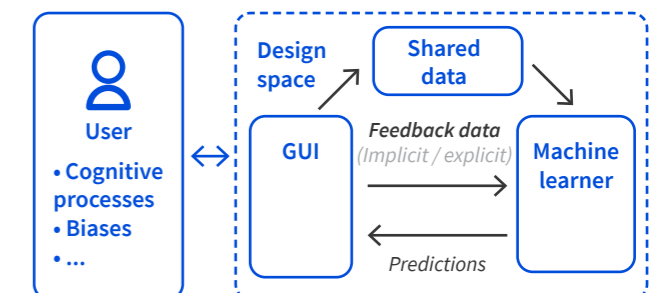 User
• Cognitive
processes
• Biases
• ...
Design
space
Shared
data
GUI
Feedback data
(Implicit / explicit)
Machine
learner
Predictions